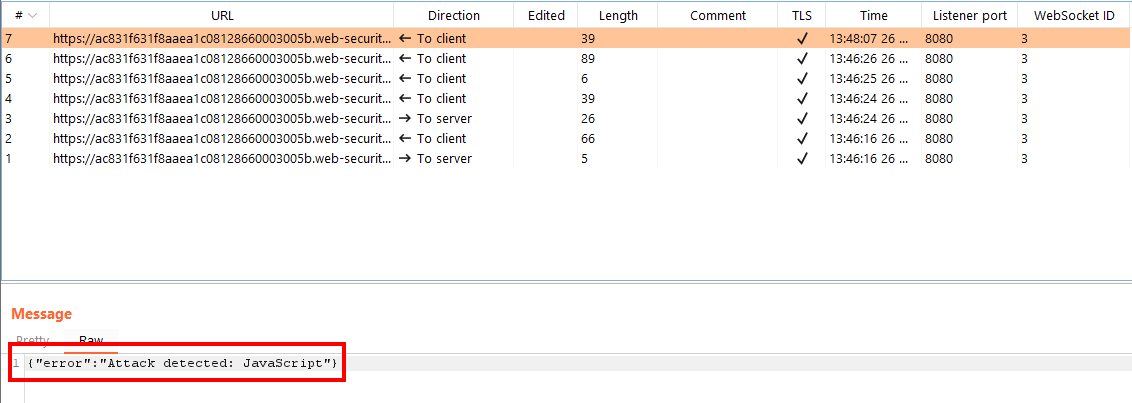 # URL Direction Edited Length Comment TLS Time Listener port WebSocket ID
7 https://ac831f631f8aaea1c08128660003005b.web-securit... ← To client 39 ✓ 13:48:07 26 ... 8080 3
6 https://ac831f631f8aaea1c08128660003005b.web-securit... ← To client 89 ✓ 13:46:26 26 ... 8080 3
5 https://ac831f631f8aaea1c08128660003005b.web-securit... ← To client 6 ✓ 13:46:25 26 ... 8080 3
4 https://ac831f631f8aaea1c08128660003005b.web-securit... ← To client 39 ✓ 13:46:24 26 ... 8080 3
3 https://ac831f631f8aaea1c08128660003005b.web-securit... → To server 26 ✓ 13:46:24 26 ... 8080 3
2 https://ac831f631f8aaea1c08128660003005b.web-securit... ← To client 66 ✓ 13:46:16 26 ... 8080 3
1 https://ac831f631f8aaea1c08128660003005b.web-securit... → To server 5 ✓ 13:46:16 26 ... 8080 3
Message
Pretty Raw
1 {"error":"Attack detected: JavaScript"}